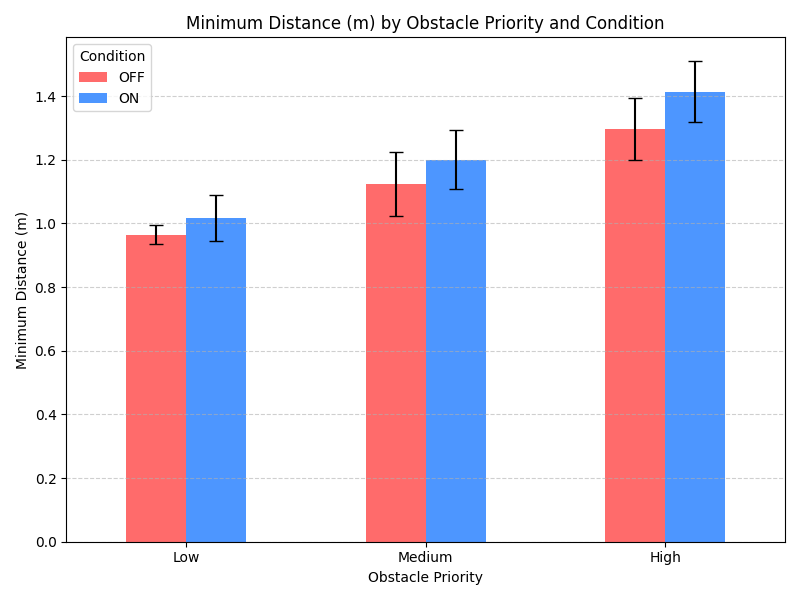 Minimum Distance (m) by Obstacle Priority and Condition
Condition
OFF
ON
Minimum Distance (m)
1.4
1.2
1.0
0.8
0.6
0.4
0.2
0.0
Low Medium High
Obstacle Priority